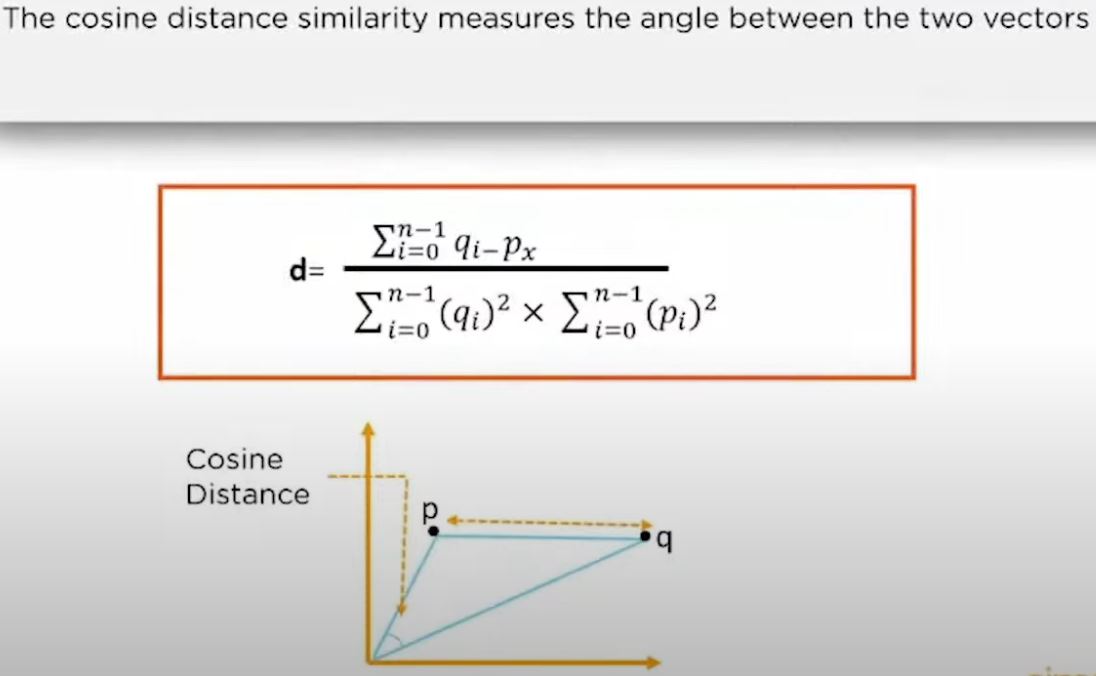 The cosine distance similarity measures the angle between the two vectors
d= \frac{\sum_{i=0}^{n-1} q_{i-}p_x}{\sum_{i=0}^{n-1}(q_i)^2 \times \sum_{i=0}^{n-1}(p_i)^2}
Cosine
Distance
p
q